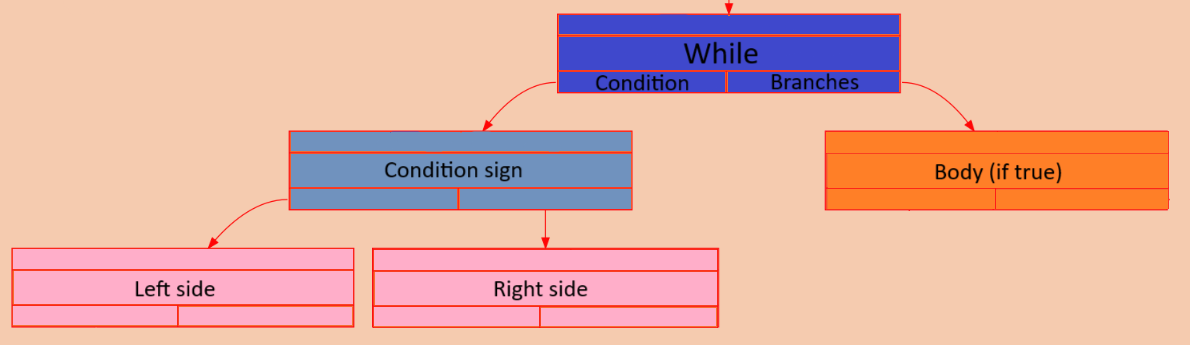 While
Condition
Branches
Condition sign
Body (if true)
Left side
Right side